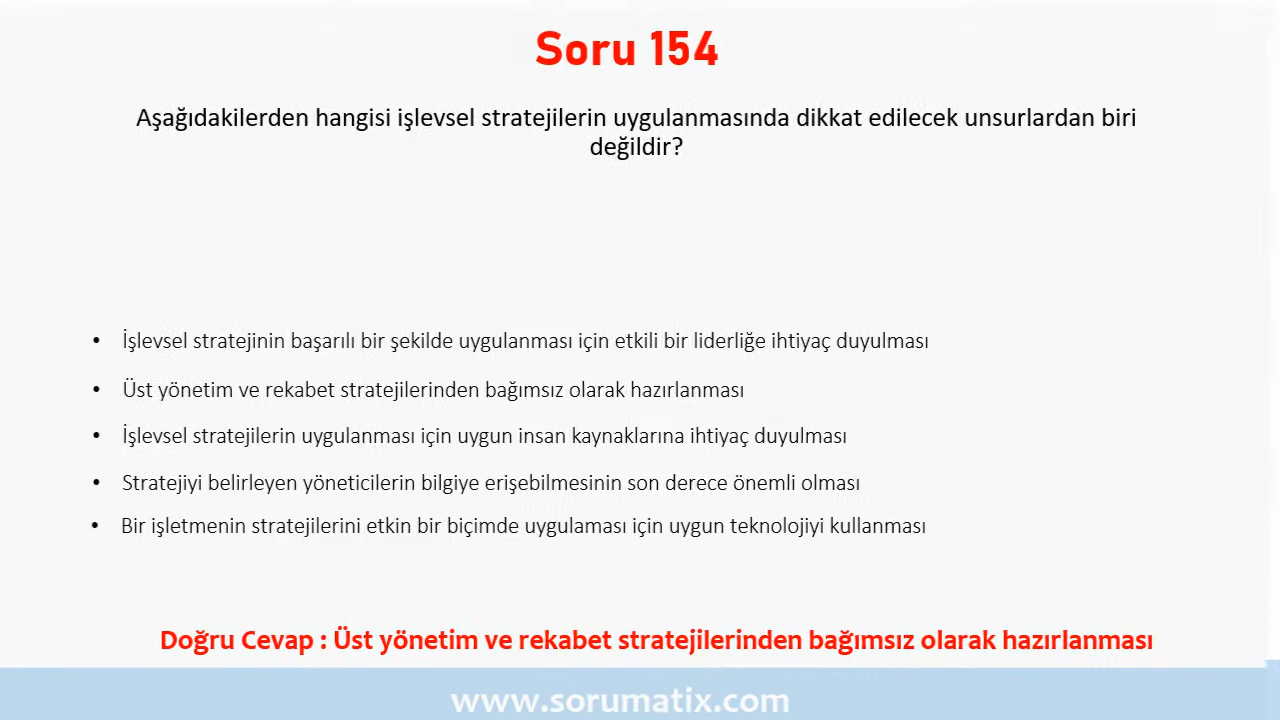 Soru 154
Aşağıdakilerden hangisi işlevsel stratejilerin uygulanmasında dikkat edilecek unsurlardan biri
değildir?
• İşlevsel stratejinin başarılı bir şekilde uygulanması için etkili bir liderliğe ihtiyaç duyulması
• Üst yönetim ve rekabet stratejilerinden bağımsız olarak hazırlanması
• İşlevsel stratejilerin uygulanması için uygun insan kaynaklarına ihtiyaç duyulması
• Stratejiyi belirleyen yöneticilerin bilgiye erişebilmesinin son derece önemli olması
• Bir işletmenin stratejilerini etkin bir biçimde uygulaması için uygun teknolojiyi kullanması
Doğru Cevap : Üst yönetim ve rekabet stratejilerinden bağımsız olarak hazırlanması
www.sorumatix.com